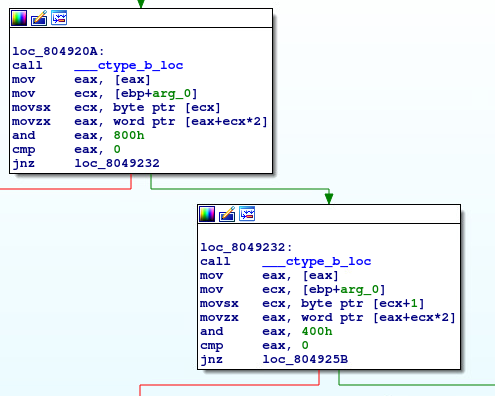 loc_804920A:
call    ___ctype_b_loc
mov     eax, [eax]
mov     ecx, [ebp+arg_0]
movsx   ecx, byte ptr [ecx]
movzx   eax, word ptr [eax+ecx*2]
and     eax, 800h
cmp     eax, 0
jnz     loc_8049232
loc_8049232:
call    ___ctype_b_loc
mov     eax, [eax]
mov     ecx, [ebp+arg_0]
movsx   ecx, byte ptr [ecx+1]
movzx   eax, word ptr [eax+ecx*2]
and     eax, 400h
cmp     eax, 0
jnz     loc_804925B